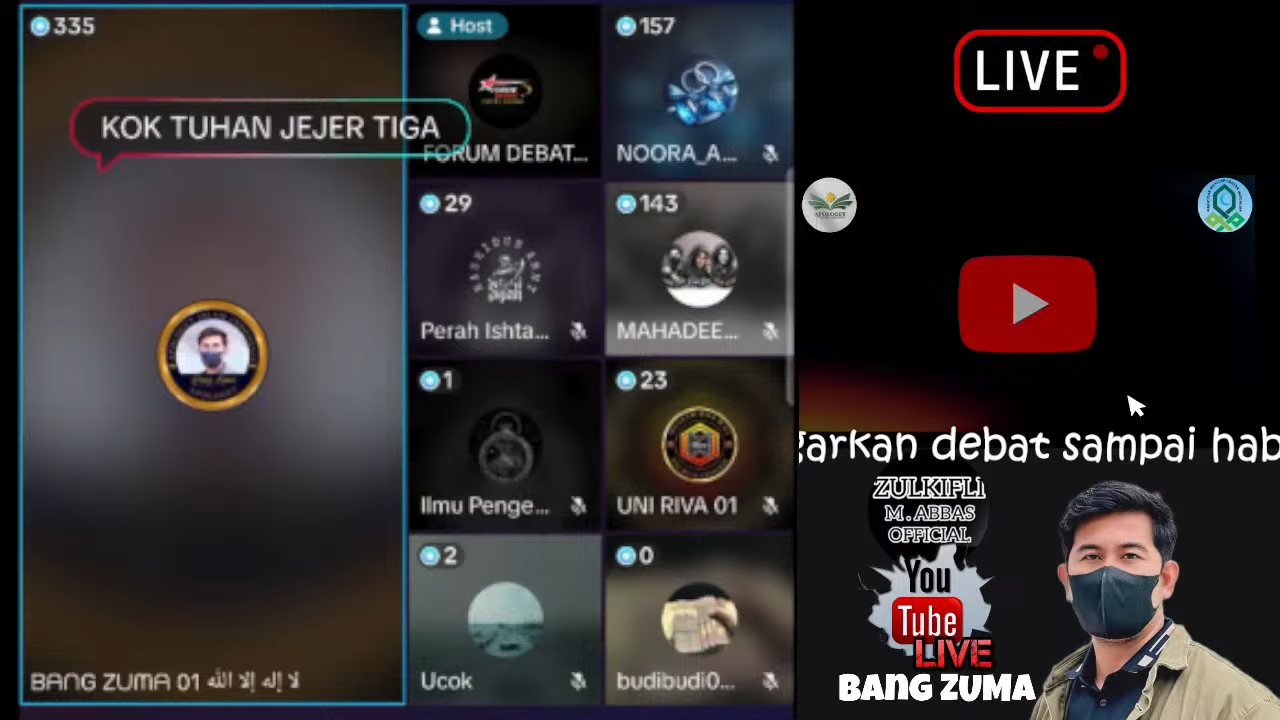 335
KOK TUHAN JEJER TIGA
BANG ZUMA 01 لا إله إلا الله
Host
FORUM DEBAT...
157
NOORA_A...
29
Perah Ishta...
143
MAHADEE...
1
Ilmu Penge...
23
UNI RIVA 01
2
Ucok
0
budibudi0...
LIVE
APOLOGET
garkan debat sampai hab
ZULKIFLI
M. ABBAS
OFFICIAL
You
Tube
LIVE
BANG ZUMA